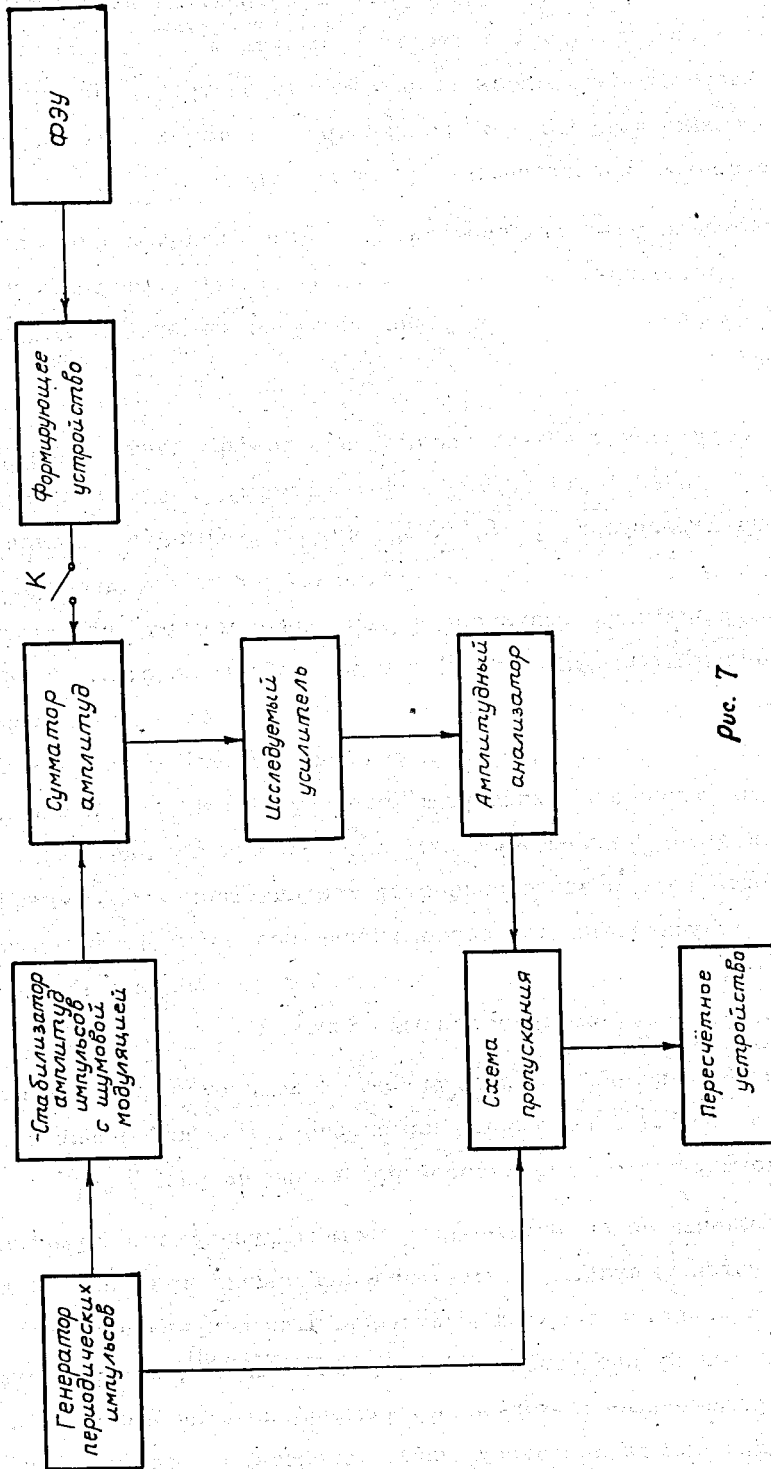 ФЭУ
Формирующее
устройство
К
Сумматор
амплитуд
Исследуемый
усилитель
Амплитудный
анализатор
Стабилизатор
амплитуд
импульсов
с шумовой
модуляцией
Генератор
периодических
импульсов
Схема
пропускания
Пересчётное
устройство
Рис. 7